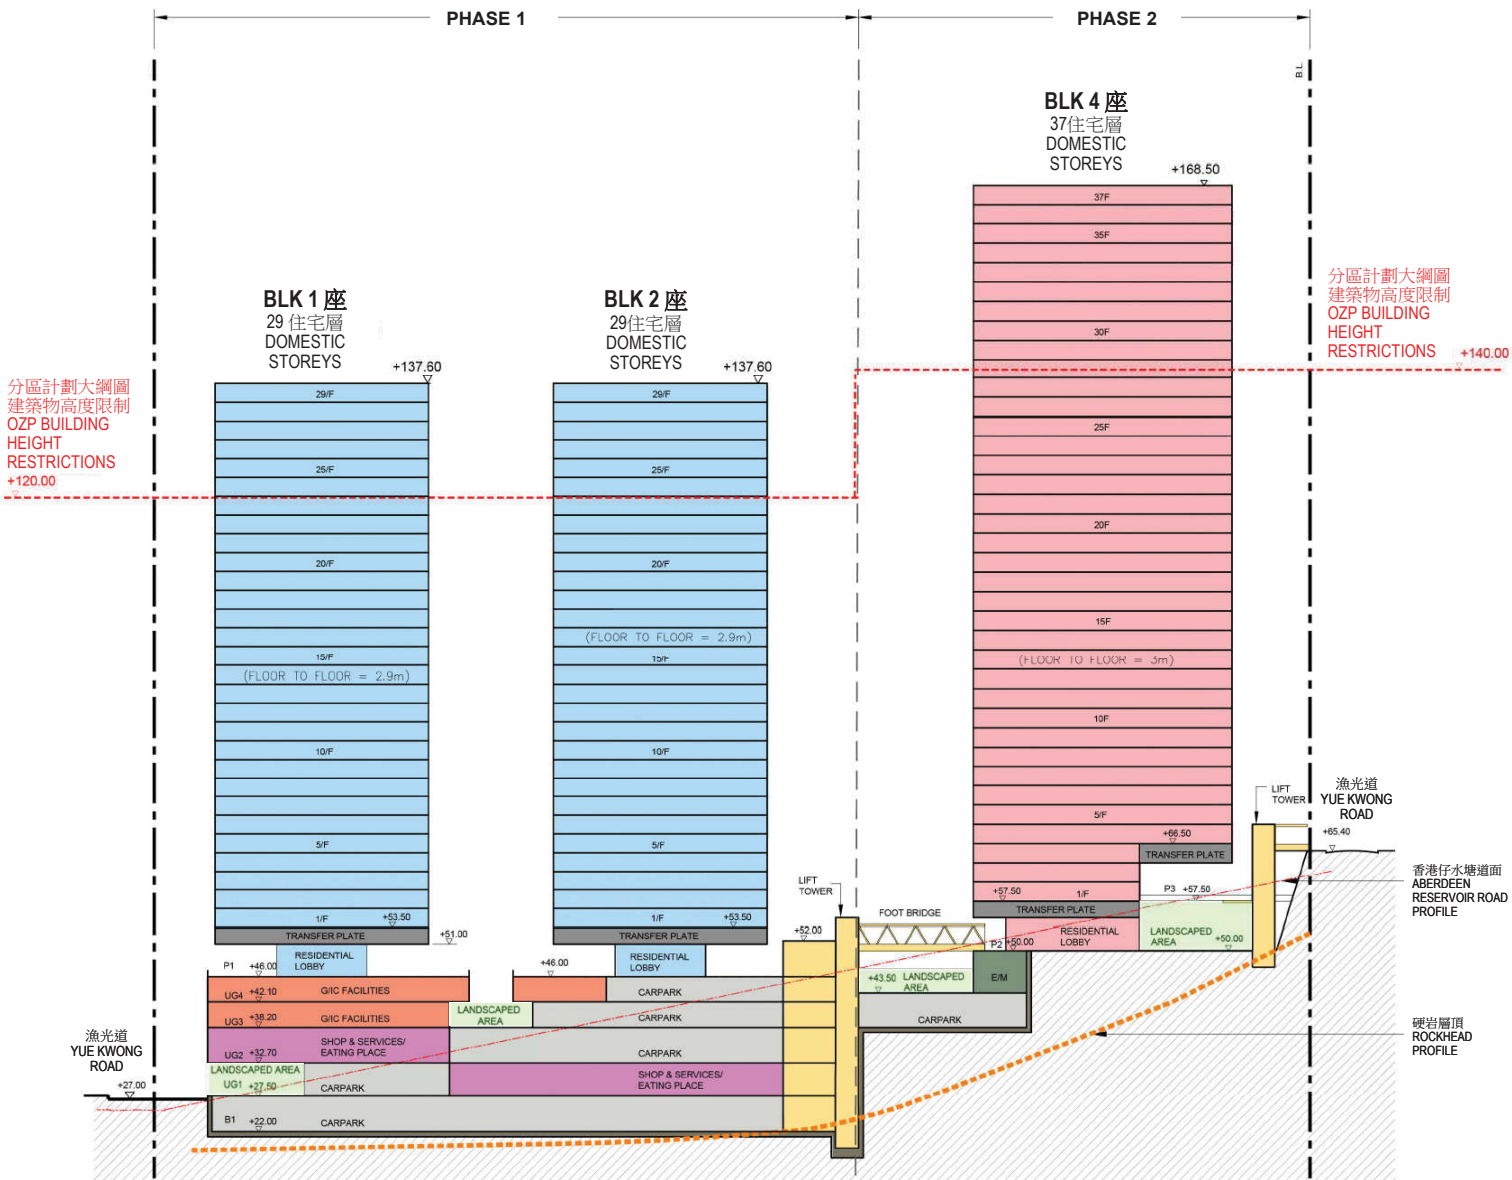 PHASE 1
PHASE 2
B.L.
BLK 4 座
37住宅層
DOMESTIC
STOREYS
+168.50
37F
35F
30F
25F
20F
15F
(FLOOR TO FLOOR = 3m)
10F
5/F
+66.50
TRANSFER PLATE
+57.50
1/F
P3 +57.50
TRANSFER PLATE
RESIDENTIAL
LOBBY
LANDSCAPED
AREA
+50.00
BLK 1 座
29 住宅層
DOMESTIC
STOREYS
+137.60
29/F
25/F
20/F
15/F
(FLOOR TO FLOOR = 2.9m)
10/F
5/F
1/F
+53.50
TRANSFER PLATE
+51.00
RESIDENTIAL
LOBBY
BLK 2 座
29住宅層
DOMESTIC
STOREYS
+137.60
29/F
25/F
20/F
(FLOOR TO FLOOR = 2.9m)
15/F
10/F
5/F
1/F
+53.50
TRANSFER PLATE
RESIDENTIAL
LOBBY
分區計劃大綱圖
建築物高度限制
OZP BUILDING
HEIGHT
RESTRICTIONS
+120.00
分區計劃大綱圖
建築物高度限制
OZP BUILDING
HEIGHT
RESTRICTIONS
+140.00
LIFT
TOWER
+52.00
FOOT BRIDGE
P2 +50.00
+43.50 LANDSCAPED
AREA
E/M
CARPARK
P1 +46.00
+46.00
UG4 +42.10
G/IC FACILITIES
CARPARK
UG3 +38.20
G/IC FACILITIES
LANDSCAPED
AREA
CARPARK
UG2 +32.70
SHOP & SERVICES/
EATING PLACE
CARPARK
LANDSCAPED AREA
UG1 +27.50
CARPARK
SHOP & SERVICES/
EATING PLACE
B1 +22.00
CARPARK
漁光道
YUE KWONG
ROAD
+27.00
LIFT
TOWER
漁光道
YUE KWONG
ROAD
+65.40
香港仔水塘道面
ABERDEEN
RESERVOIR ROAD
PROFILE
硬岩層頂
ROCKHEAD
PROFILE